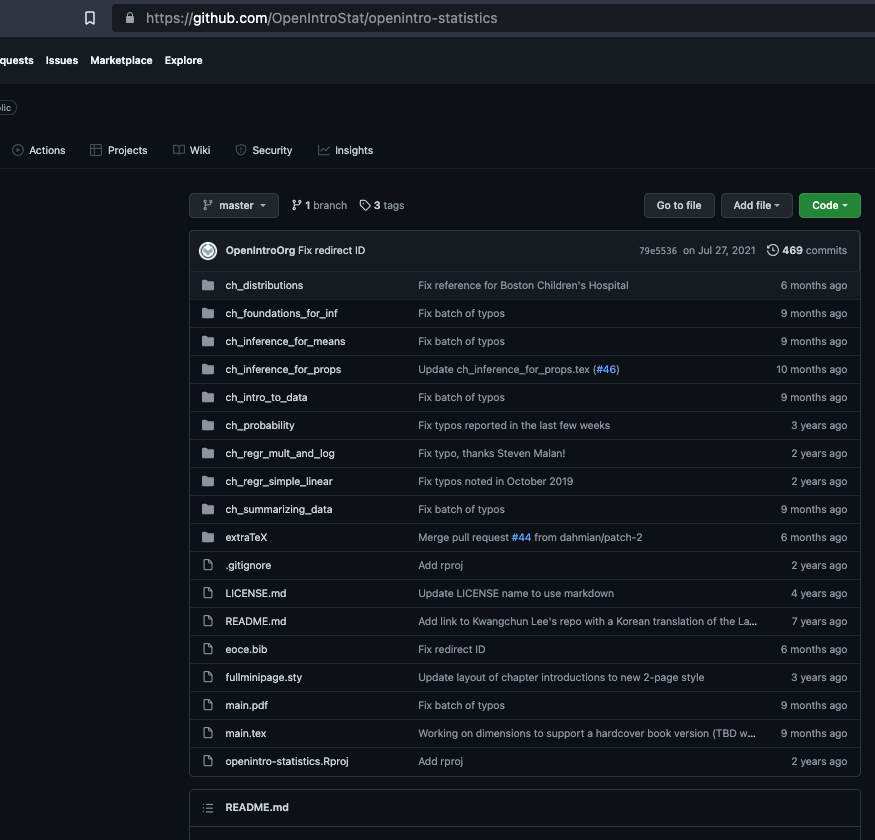 https://github.com/OpenIntroStat/openintro-statistics
quests Issues Marketplace Explore
lic
Actions Projects Wiki Security Insights
master 1 branch 3 tags Go to file Add file Code
OpenIntroOrg Fix redirect ID 79e5536 on Jul 27, 2021 469 commits
ch_distributions Fix reference for Boston Children's Hospital 6 months ago
ch_foundations_for_inf Fix batch of typos 9 months ago
ch_inference_for_means Fix batch of typos 9 months ago
ch_inference_for_props Update ch_inference_for_props.tex (#46) 10 months ago
ch_intro_to_data Fix batch of typos 9 months ago
ch_probability Fix typos reported in the last few weeks 3 years ago
ch_regr_mult_and_log Fix typo, thanks Steven Malan! 2 years ago
ch_regr_simple_linear Fix typos noted in October 2019 2 years ago
ch_summarizing_data Fix batch of typos 9 months ago
extraTeX Merge pull request #44 from dahmian/patch-2 6 months ago
.gitignore Add rproj 2 years ago
LICENSE.md Update LICENSE name to use markdown 4 years ago
README.md Add link to Kwangchun Lee's repo with a Korean translation of the La... 7 years ago
eoce.bib Fix redirect ID 6 months ago
fullminipage.sty Update layout of chapter introductions to new 2-page style 3 years ago
main.pdf Fix batch of typos 9 months ago
main.tex Working on dimensions to support a hardcover book version (TBD w... 9 months ago
openintro-statistics.Rproj Add rproj 2 years ago
README.md